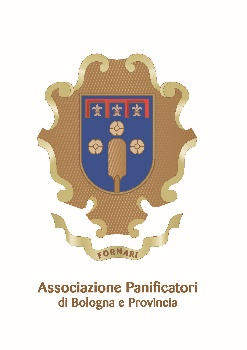 FORNARI
Associazione Panificatori
di Bologna e Provincia